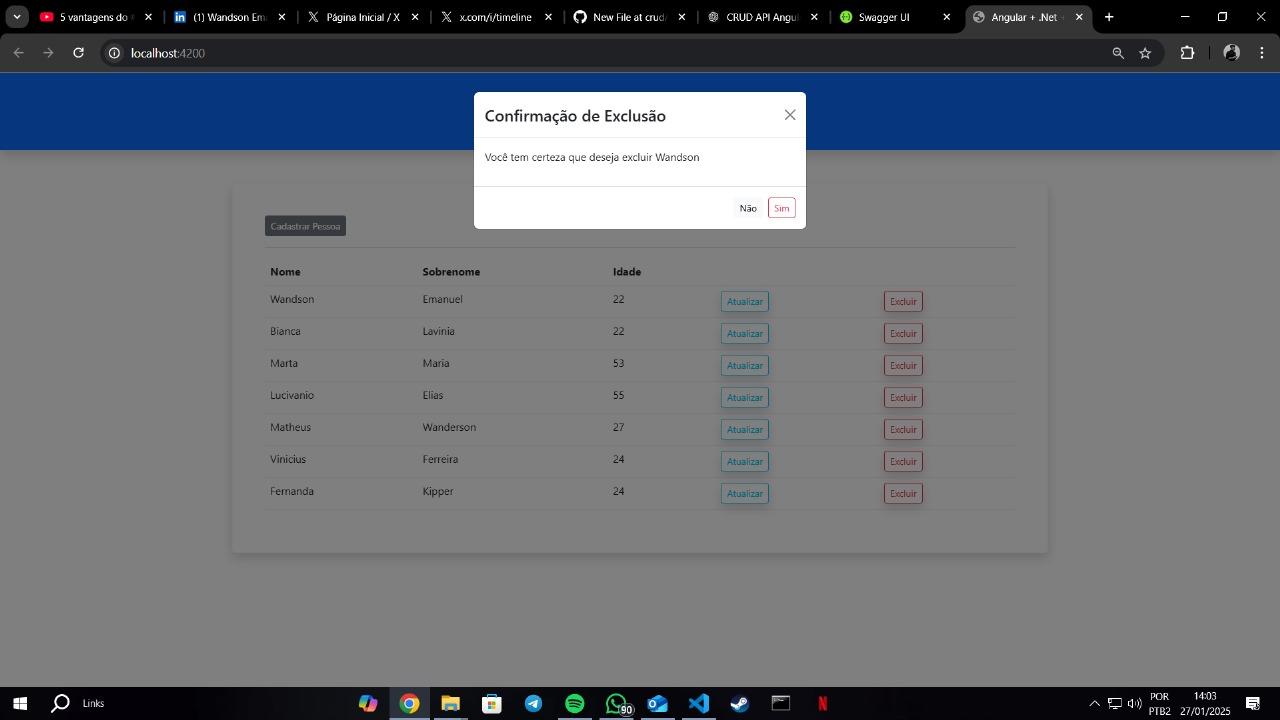 5 vantagens do
(1) Wandson Em
Página Inicial / X
x.com/i/timeline
New File at crud
CRUD API Angu
Swagger UI
Angular + .Net
localhost:4200
Confirmação de Exclusão
Você tem certeza que deseja excluir Wandson
Não Sim
Cadastrar Pessoa
Nome Sobrenome Idade
Wandson Emanuel 22 Atualizar Excluir
Bianca Lavinia 22 Atualizar Excluir
Marta Maria 53 Atualizar Excluir
Lucivanio Elias 55 Atualizar Excluir
Matheus Wanderson 27 Atualizar Excluir
Vinicius Ferreira 24 Atualizar Excluir
Fernanda Kipper 24 Atualizar Excluir
Links
90
POR
PTB2
14:03
27/01/2025